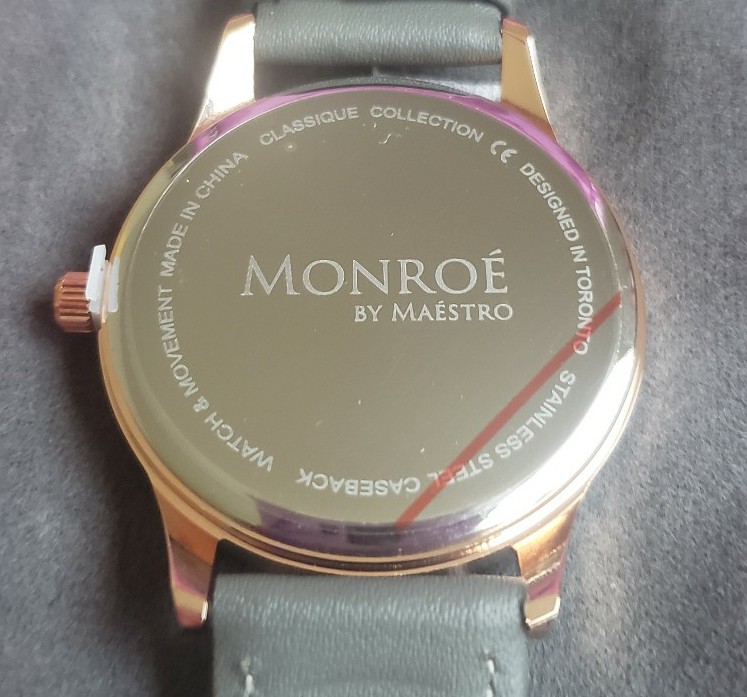 MONROÉ
BY MAÉSTRO
CLASSIQUE COLLECTION CE DESIGNED IN TORONTO STAINLESS STEEL CASEBACK WATCH & MOVEMENT MADE IN CHINA